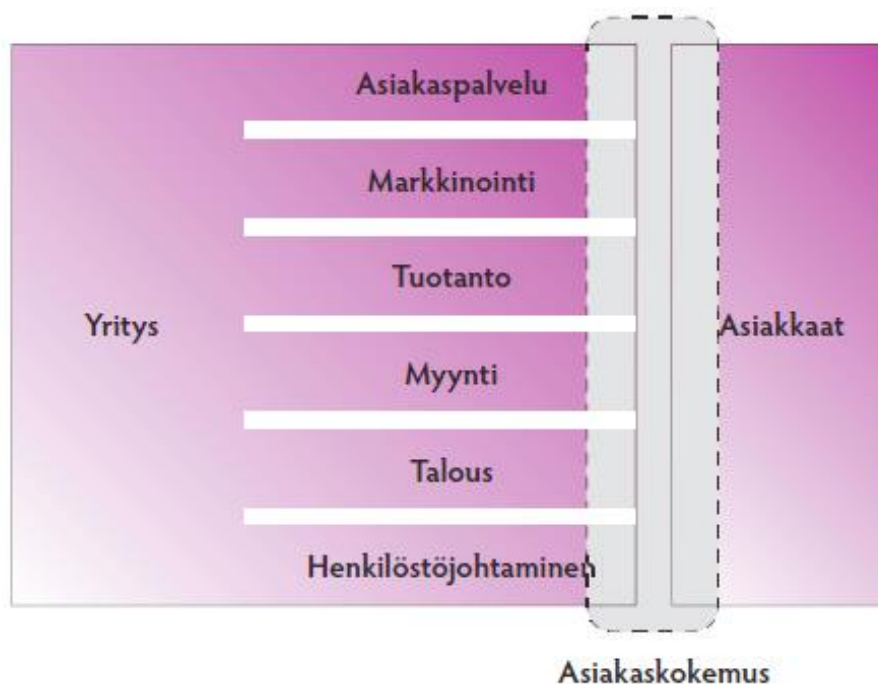 Asiakaspalvelu
Markkinointi
Tuotanto
Yritys
Asiakkaat
Myynti
Talous
Henkilöstöjohtaminen
Asiakaskokemus